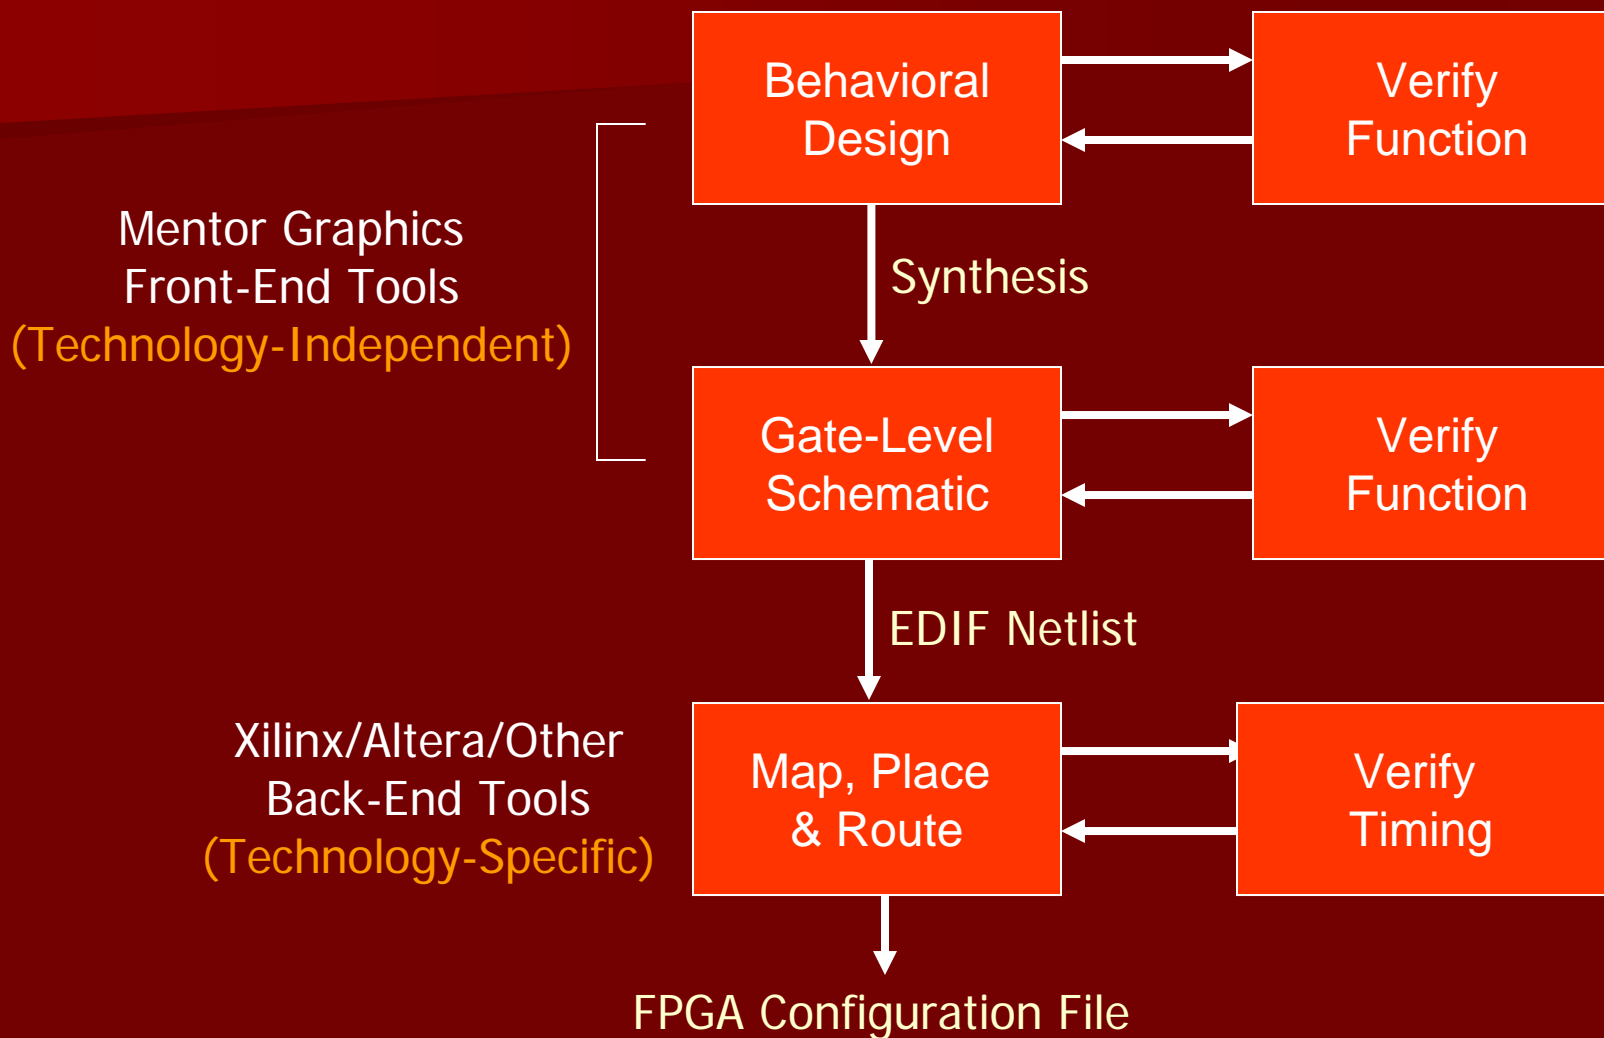 Behavioral
Design
Verify
Function
Mentor Graphics
Front-End Tools
(Technology-Independent)
Synthesis
Gate-Level
Schematic
Verify
Function
EDIF Netlist
Xilinx/Altera/Other
Back-End Tools
(Technology-Specific)
Map, Place
& Route
Verify
Timing
FPGA Configuration File